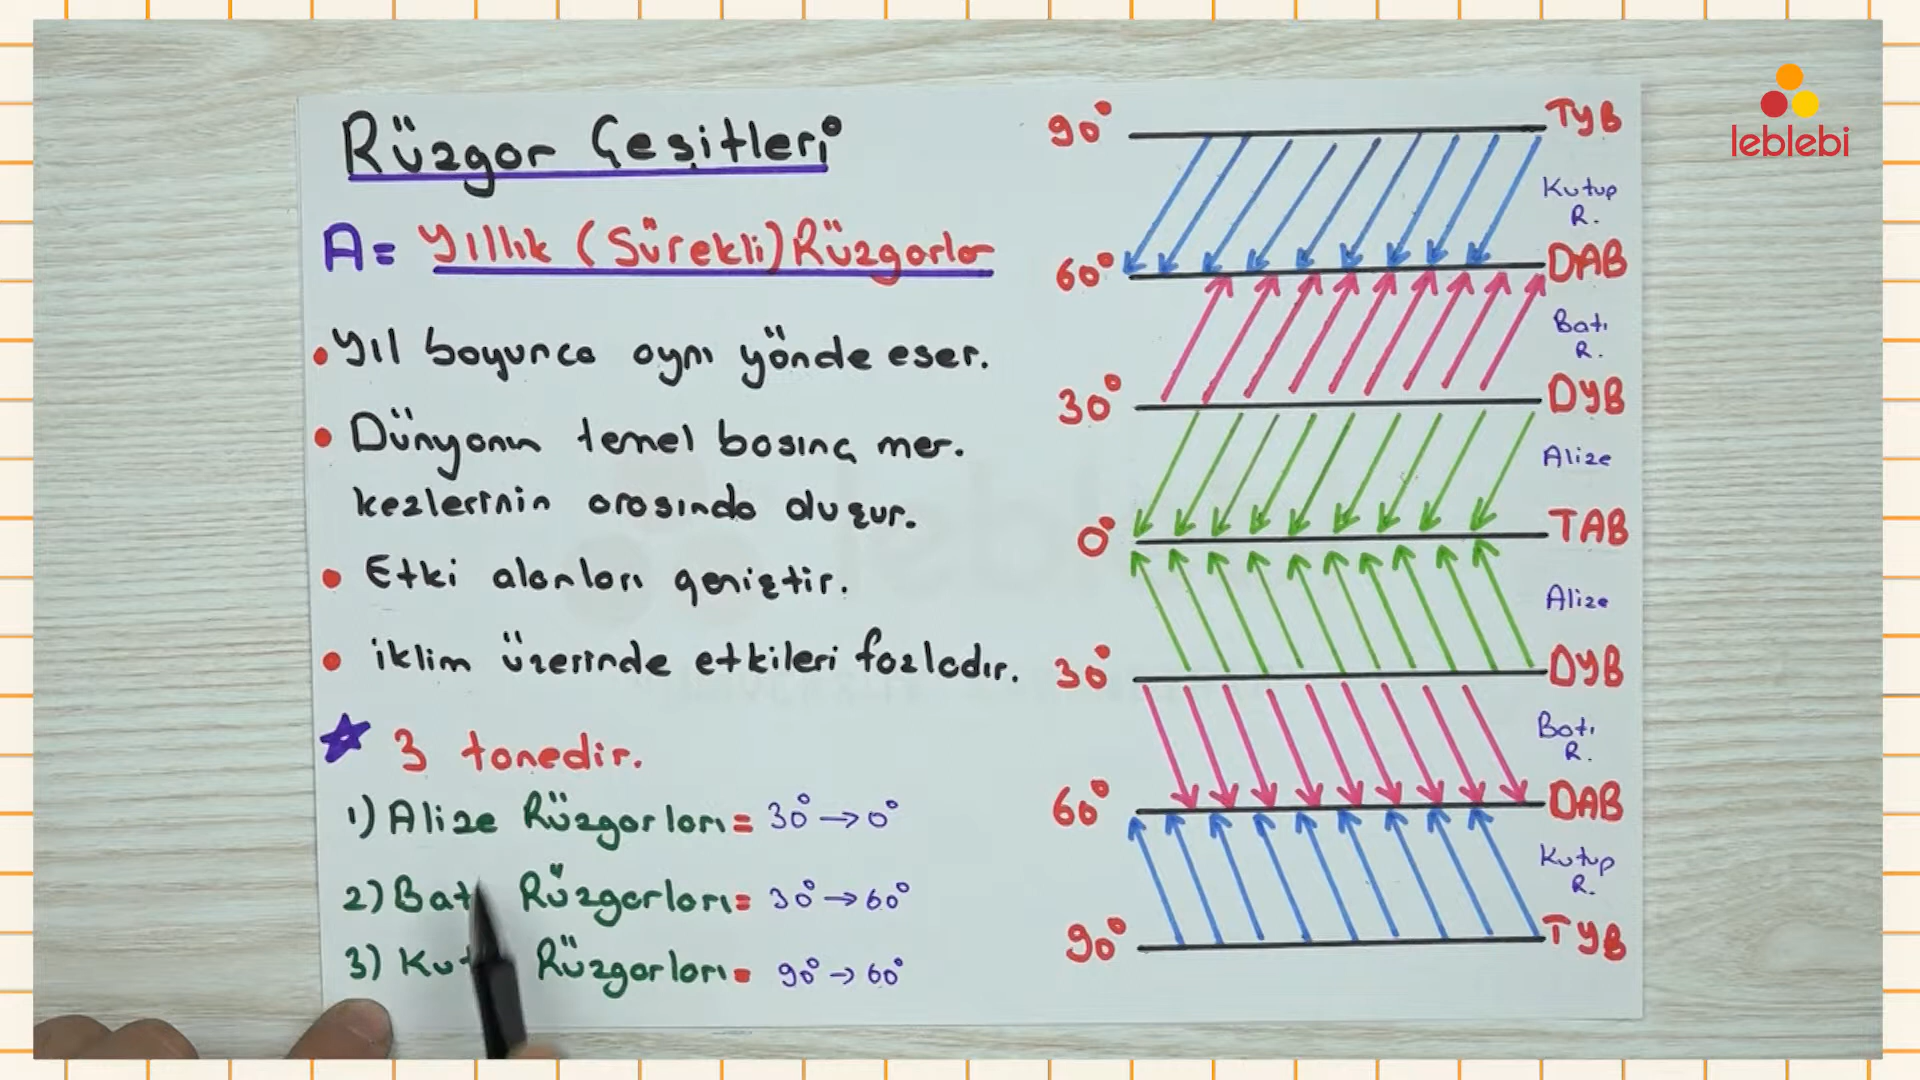 Rüzgar Çeşitleri
A= Yıllık (Sürekli) Rüzgarlar
• Yıl boyunca aynı yönde eser.
• Dünyanın temel basınç mer.
kezlerinin arasında oluşur.
• Etki alanları geniştir.
• iklim üzerinde etkileri fazladır.
★ 3 tanedir.
1) Alize Rüzgarları = 30° → 0°
2) Batı Rüzgarları = 30° → 60°
3) Rüzgarları = 90° → 60°
90° TYB
Kutup
R.
60° DAB
Batı
R.
30° DYB
Alize
0° TAB
Alize
30° DYB
Batı
R.
60° DAB
Kutup
R.
90° TYB
leblebi